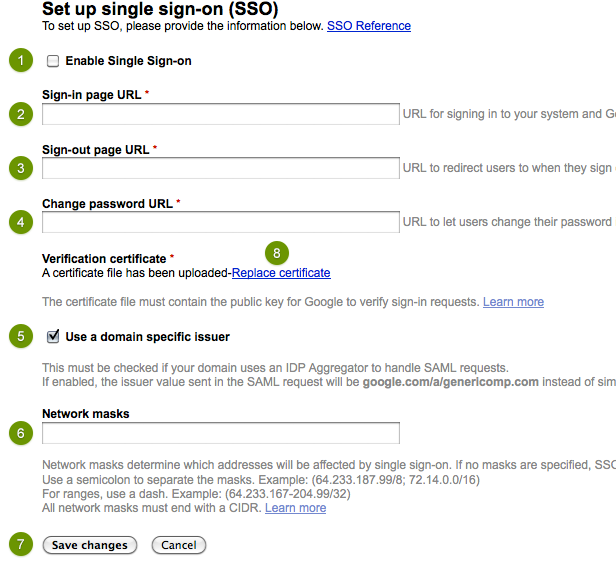 Set up single sign-on (SSO)
To set up SSO, please provide the information below. SSO Reference
1 Enable Single Sign-on
Sign-in page URL *
2 URL for signing in to your system and G
Sign-out page URL *
3 URL to redirect users to when they sign
Change password URL *
4 URL to let users change their password
8
Verification certificate *
A certificate file has been uploaded-Replace certificate
The certificate file must contain the public key for Google to verify sign-in requests. Learn more
5 Use a domain specific issuer
This must be checked if your domain uses an IDP Aggregator to handle SAML requests.
If enabled, the issuer value sent in the SAML request will be google.com/a/genericomp.com instead of sim
Network masks
6
Network masks determine which addresses will be affected by single sign-on. If no masks are specified, SSO
Use a semicolon to separate the masks. Example: (64.233.187.99/8; 72.14.0.0/16)
For ranges, use a dash. Example: (64.233.167-204.99/32)
All network masks must end with a CIDR. Learn more
7 Save changes Cancel